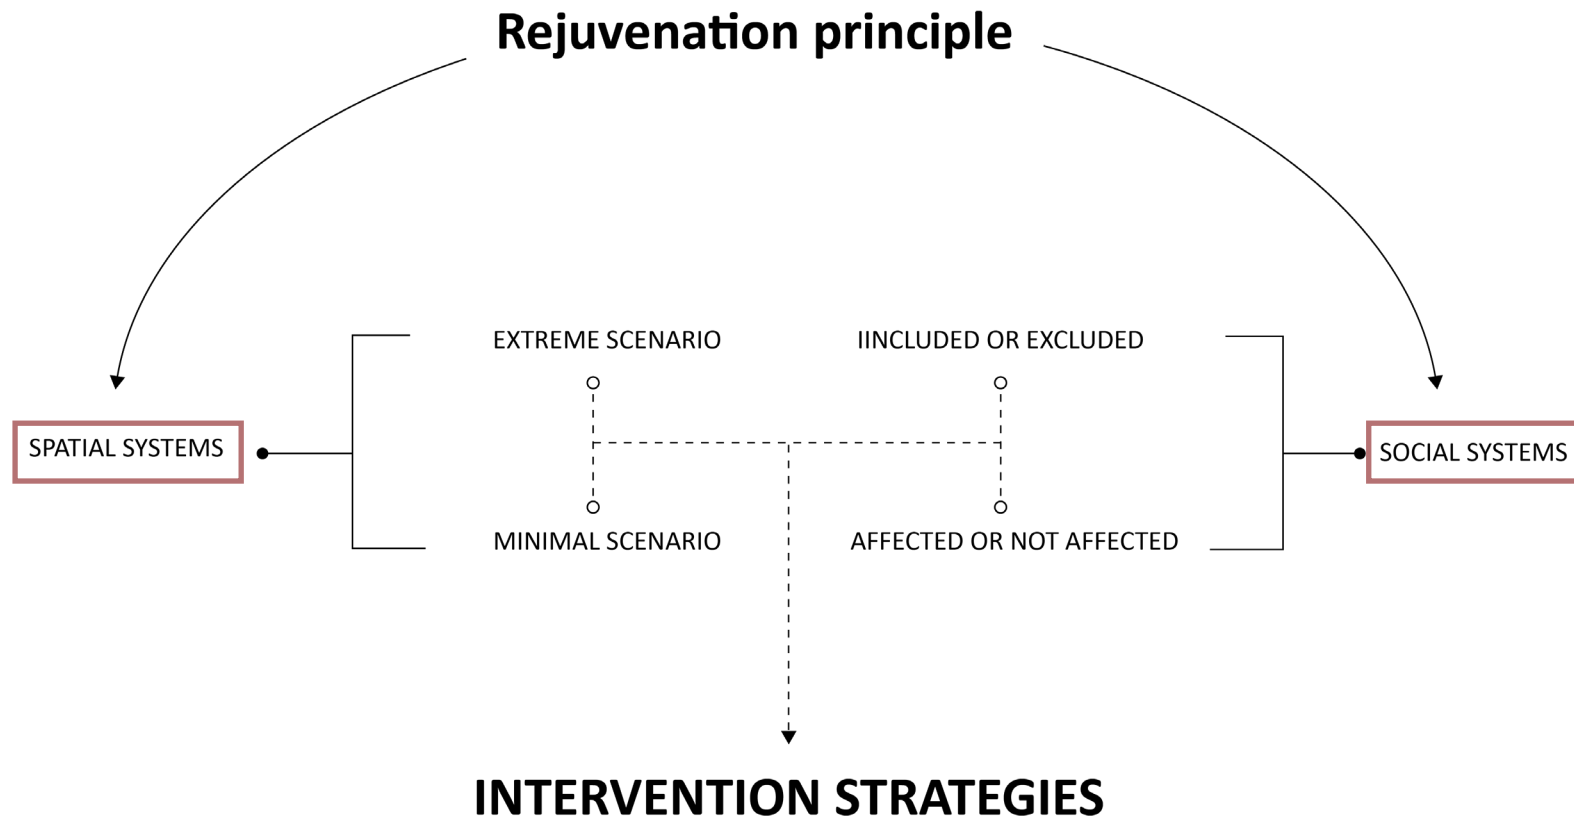 Rejuvenation principle
EXTREME SCENARIO
IINCLUDED OR EXCLUDED
SPATIAL SYSTEMS
SOCIAL SYSTEMS
MINIMAL SCENARIO
AFFECTED OR NOT AFFECTED
INTERVENTION STRATEGIES